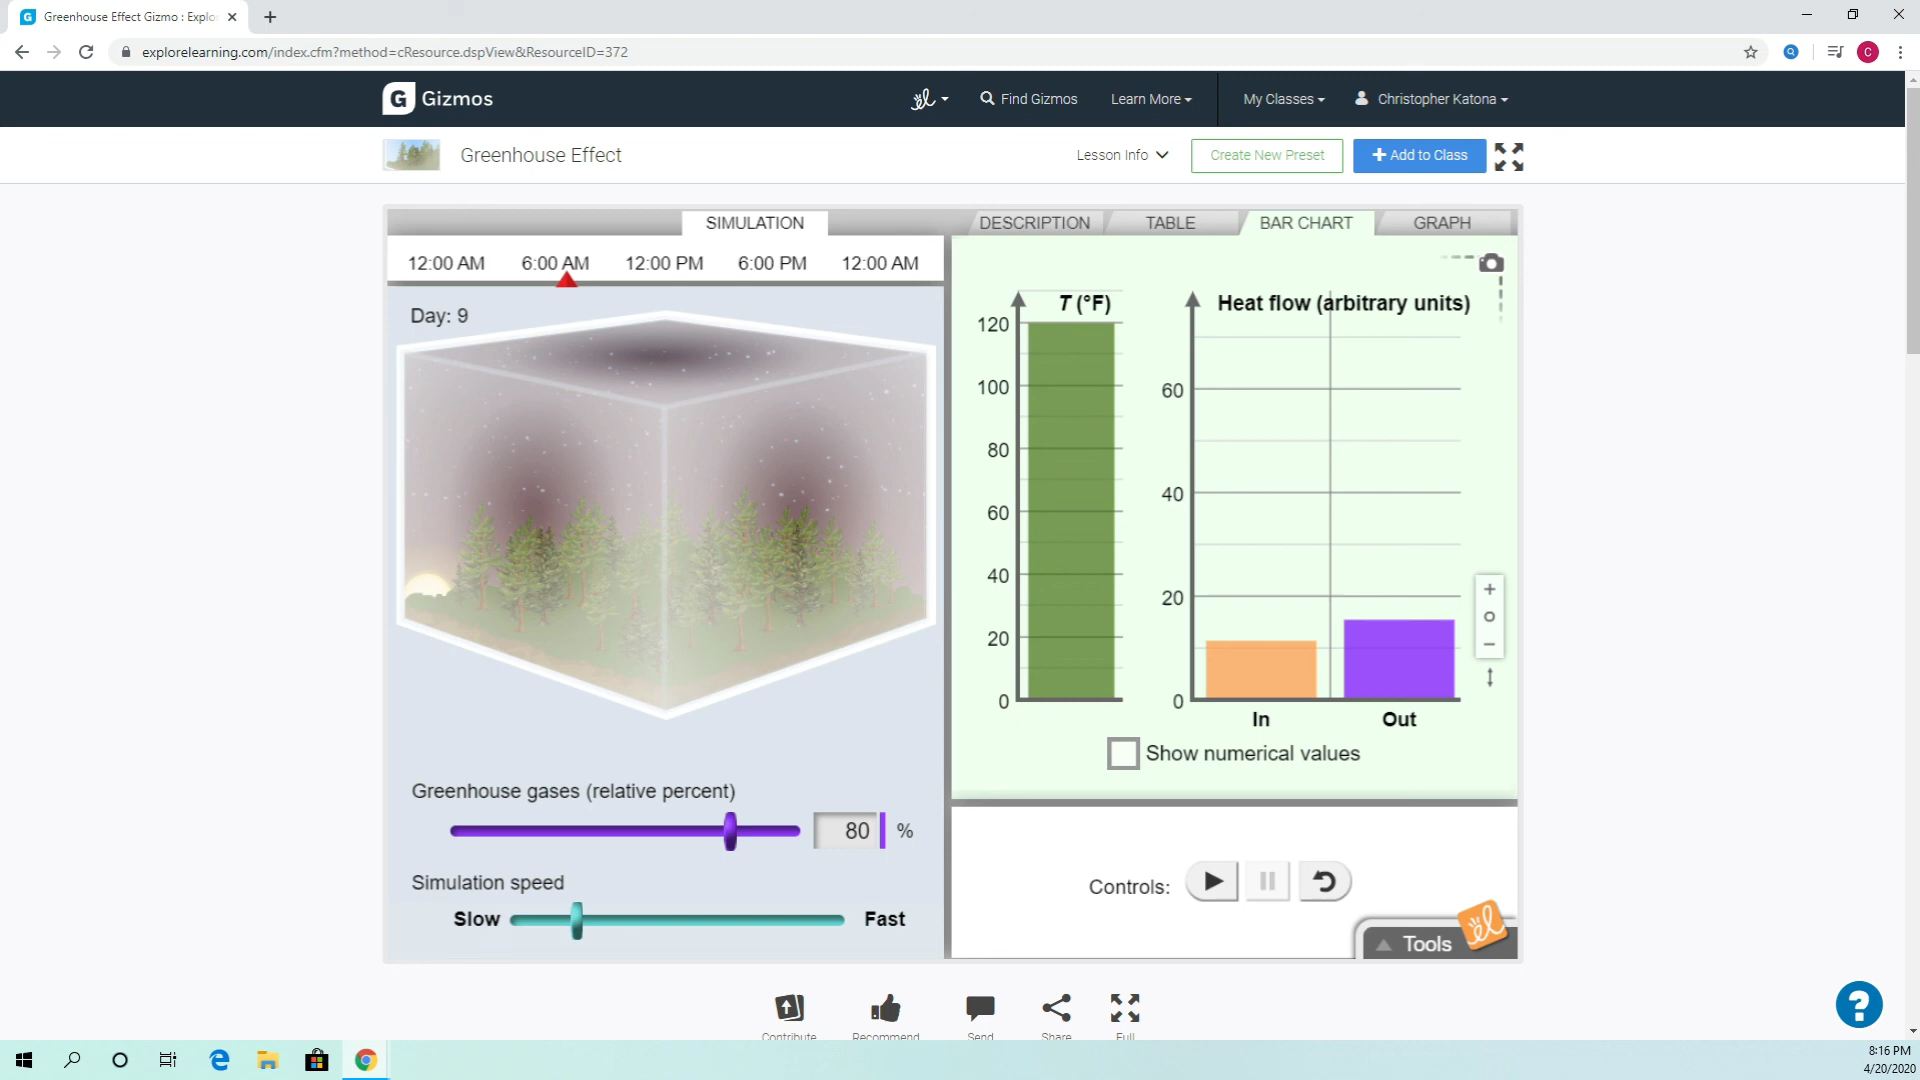 Greenhouse Effect Gizmo : Explo
explorelearning.com/index.cfm?method=cResource.dspView&ResourceID=372
C
G Gizmos
Find Gizmos
Learn More
My Classes
Christopher Katona
Greenhouse Effect
Lesson Info
Create New Preset
+ Add to Class
SIMULATION
DESCRIPTION
TABLE
BAR CHART
GRAPH
12:00 AM 6:00 AM 12:00 PM 6:00 PM 12:00 AM
Day: 9
T (°F)
120
100
80
60
40
20
0
Heat flow (arbitrary units)
60
40
20
0
In
Out
Show numerical values
Greenhouse gases (relative percent)
80 %
Simulation speed
Slow
Fast
Controls:
Tools
Contribute
Recommend
Send
Share
Full
?
8:16 PM
4/20/2020